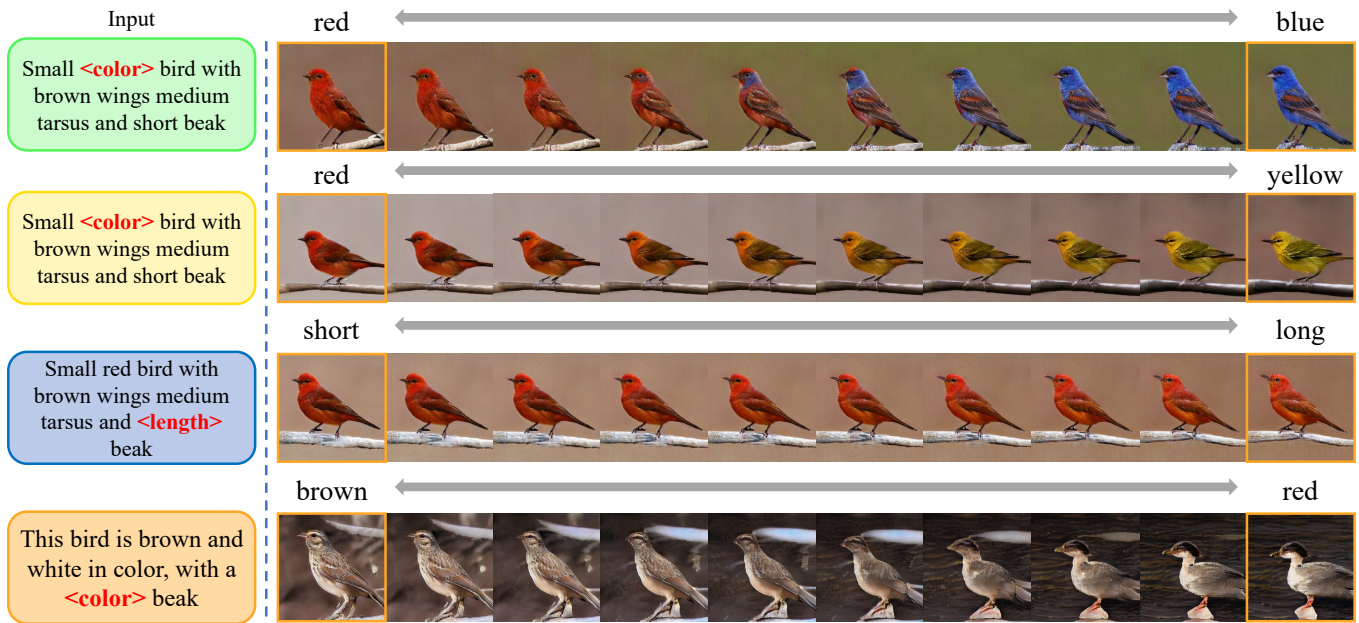 Input
red
blue
Small <color> bird with
brown wings medium
tarsus and short beak
red
yellow
Small <color> bird with
brown wings medium
tarsus and short beak
short
long
Small red bird with
brown wings medium
tarsus and <length>
beak
brown
red
This bird is brown and
white in color, with a
<color> beak